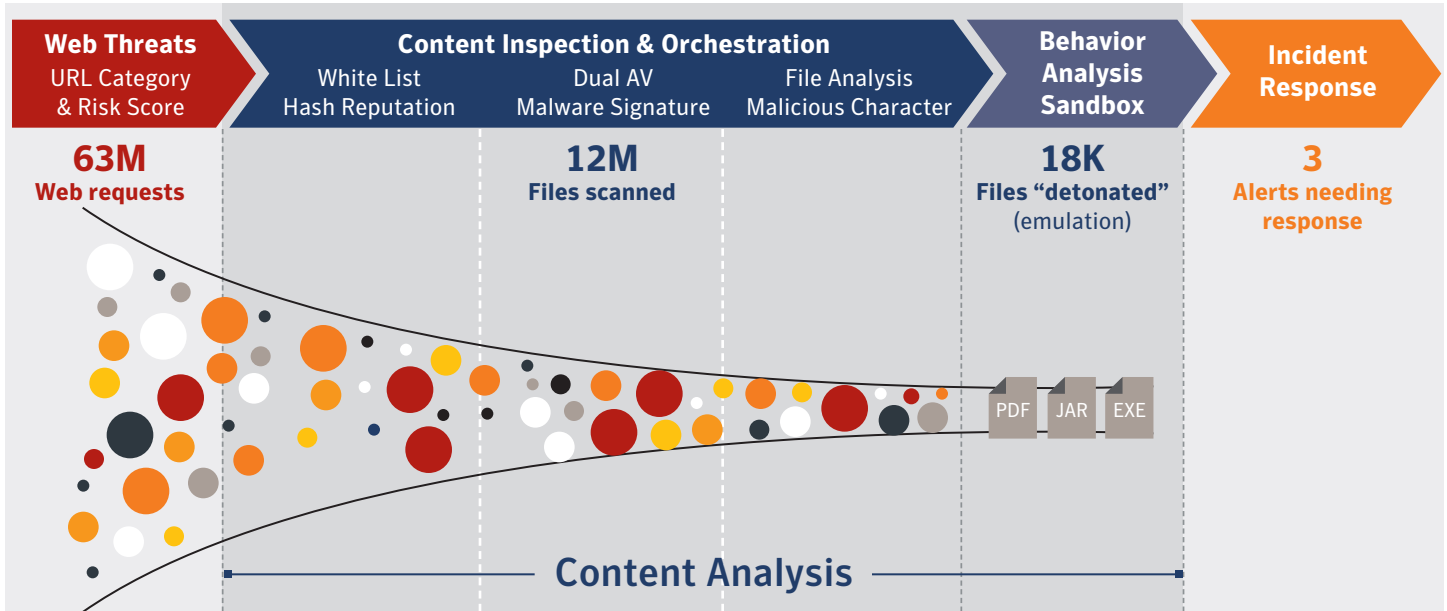 Web Threats
URL Category
& Risk Score
Content Inspection & Orchestration
White List
Hash Reputation
Dual AV
Malware Signature
File Analysis
Malicious Character
Behavior
Analysis
Sandbox
Incident
Response
63M
Web requests
12M
Files scanned
18K
Files “detonated”
(emulation)
3
Alerts needing
response
PDF
JAR
EXE
Content Analysis